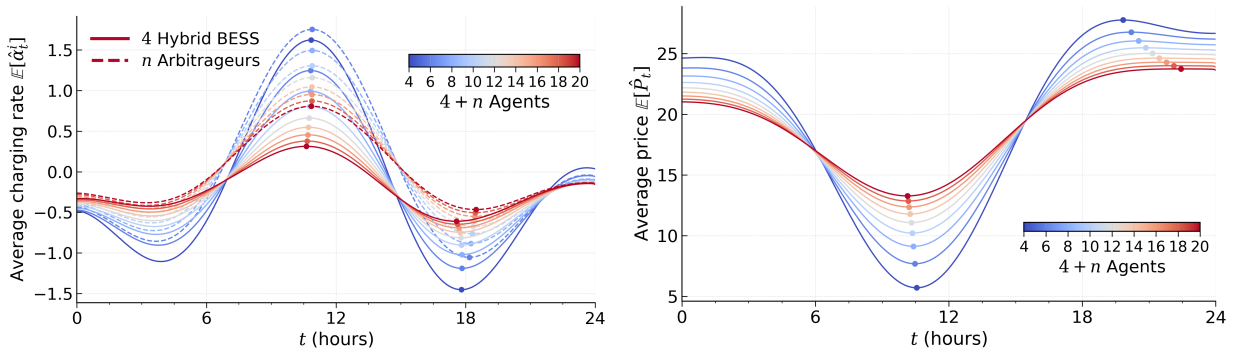 Average charging rate 𝔼[α̂ᵢₜ]
1.5
1.0
0.5
0.0
−0.5
−1.0
−1.5
4 Hybrid BESS
n Arbitrageurs
4 6 8 10 12 14 16 18 20
4 + n Agents
0 6 12 18 24
t (hours)
Average price 𝔼[P̂ₜ]
25
20
15
10
5
4 6 8 10 12 14 16 18 20
4 + n Agents
0 6 12 18 24
t (hours)